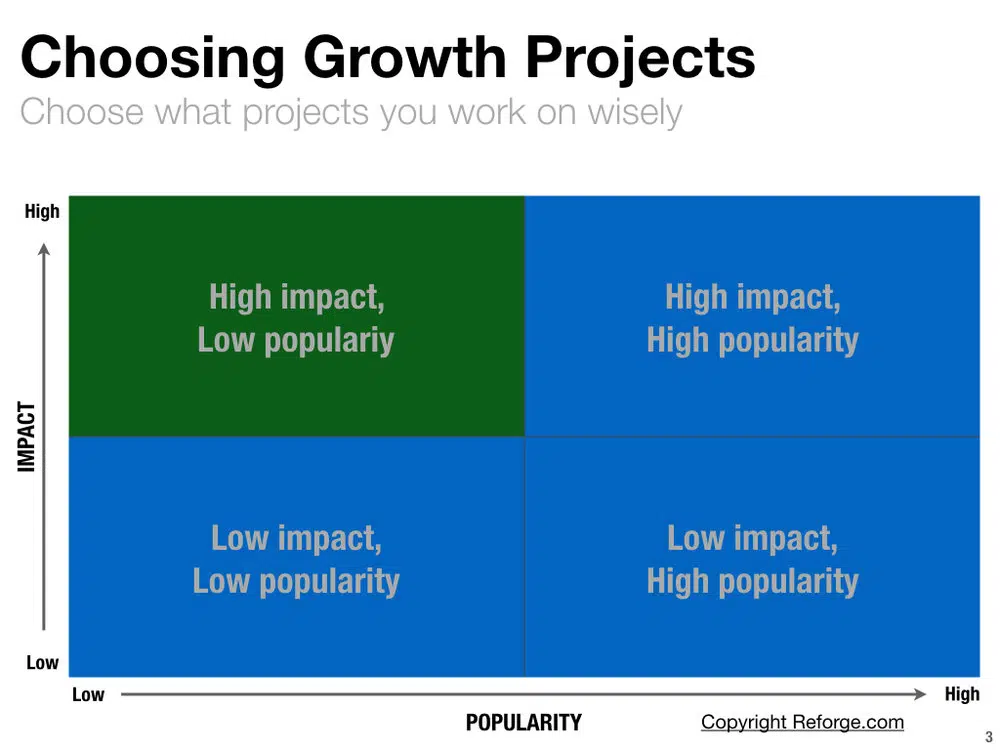 Choosing Growth Projects
Choose what projects you work on wisely
High
High impact,
Low populariy
High impact,
High popularity
IMPACT
Low impact,
Low popularity
Low impact,
High popularity
Low
Low
High
POPULARITY
Copyright Reforge.com
3